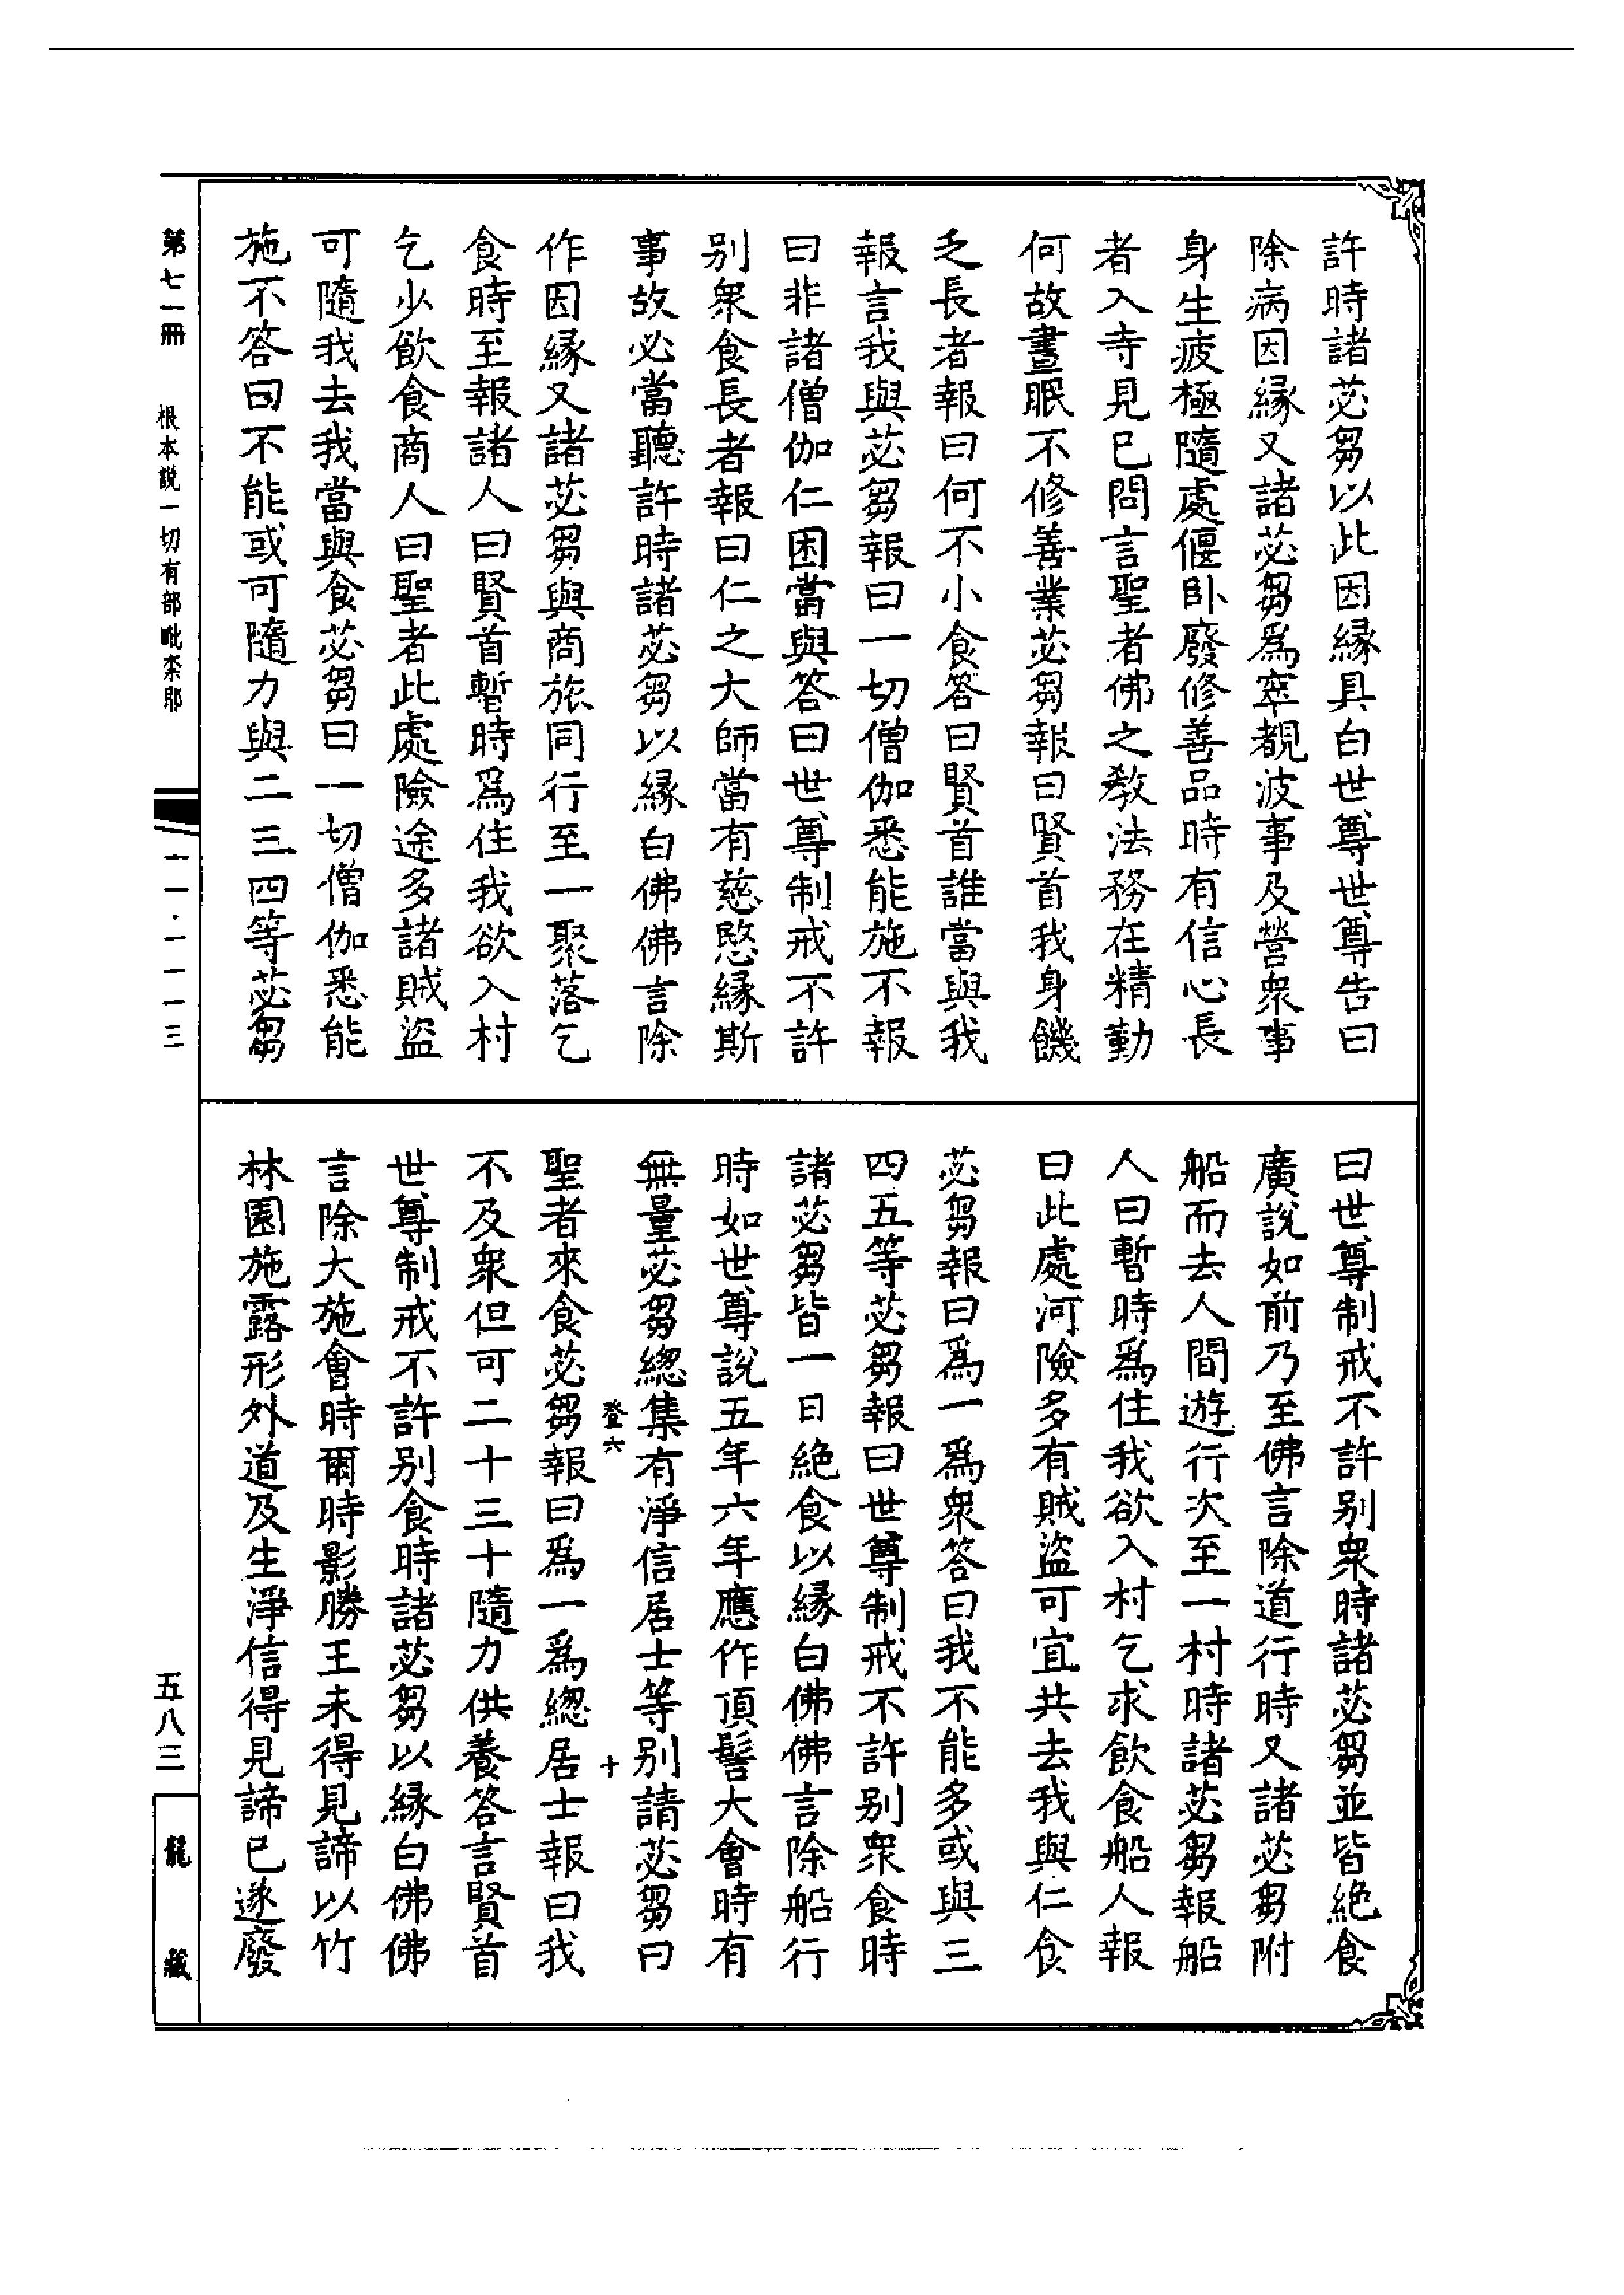 許時諸苾芻以此因緣具白世尊世尊告曰
除病因緣又諸苾芻爲窣覩波事及營衆事
身生疲極隨處偃卧廢修善品時有信心長
者入寺見已問言聖者佛之教法務在精勤
何故晝眠不修善業苾芻報曰賢首我身饑
乏長者報曰何不小食答曰賢首誰當與我
報言我與苾芻報曰一切僧伽悉能施不報
曰非諸僧伽仁困當與答曰世尊制戒不許
别衆食長者報曰仁之大師當有慈愍緣斯
事故必當聽許時諸苾芻以緣白佛佛言除
作因緣又諸苾芻與商旅同行至一聚落乞
食時至報諸人曰賢首暫時爲住我欲入村
乞少飲食商人曰聖者此處險途多諸賊盜
可隨我去我當與食苾芻曰一切僧伽悉能
施不答曰不能或可隨力與二三四等苾芻
曰世尊制戒不許别衆時諸苾芻並皆絶食
廣說如前乃至佛言除道行時又諸苾芻附
船而去人間遊行次至一村時諸苾芻報船
人曰暫時爲住我欲入村乞求飲食船人報
曰此處河險多有賊盜可宜共去我與仁食
苾芻報曰爲一爲衆答曰我不能多或與三
四五等苾芻報曰世尊制戒不許别衆食時
諸苾芻皆一日絶食以緣白佛佛言除船行
時如世尊說五年六年應作頂髻大會時有
無量苾芻緫集有淨信居士等别請苾芻曰
登六 十
聖者來食苾芻報曰爲一爲緫居士報曰我
不及衆但可二十三十隨力供養答言賢首
世尊制戒不許别食時諸苾芻以緣白佛佛
言除大施會時爾時影勝王未得見諦以竹
林園施露形外道及生淨信得見諦已遂廢
第七一冊 根本說一切有部毗柰耶 一一·一一一三
五八三 龍藏